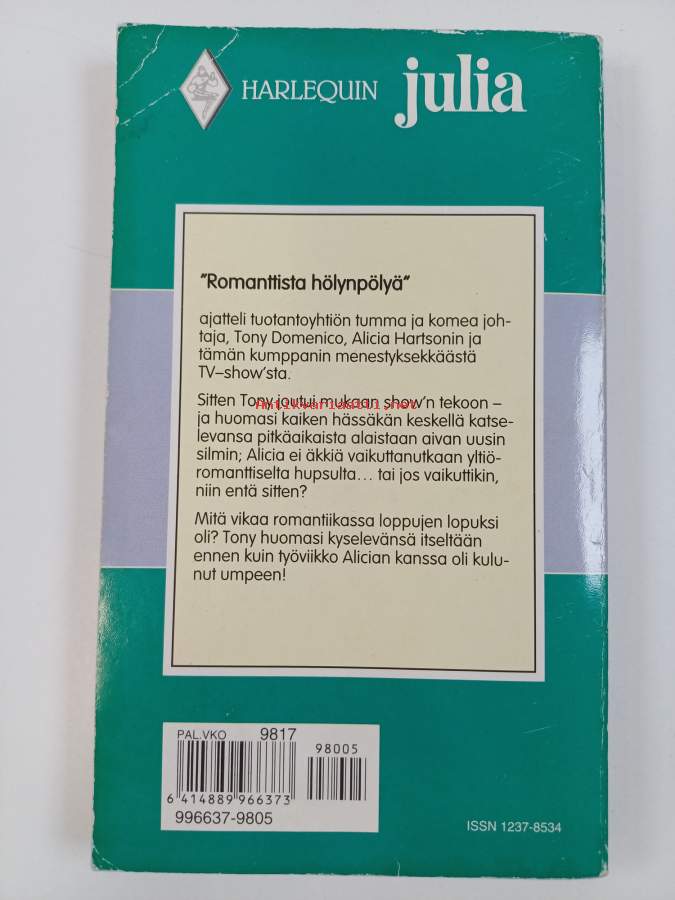 HARLEQUIN julia
"Romanttista hölynpölyä"
ajatteli tuotantoyhtiön tumma ja komea joh-
taja, Tony Domenico, Alicia Hartsonin ja
tämän kumppanin menestyksekkäästä
TV–show'sta.
Sitten Tony joutui mukaan show'n tekoon –
Antikvariaatti.net
ja huomasi kaiken hässäkän keskellä katse-
levansa pitkäaikaista alaistaan aivan uusin
silmin; Alicia ei äkkiä vaikuttanutkaan yltiö-
romanttiselta hupsulta... tai jos vaikuttikin,
niin entä sitten?
Mitä vikaa romantiikassa loppujen lopuksi
oli? Tony huomasi kyselevänsä itseltään
ennen kuin työviikko Alician kanssa oli kulu-
nut umpeen!
PAL.VKO 9817
98005
6 414889 966373
996637-9805
ISSN 1237-8534